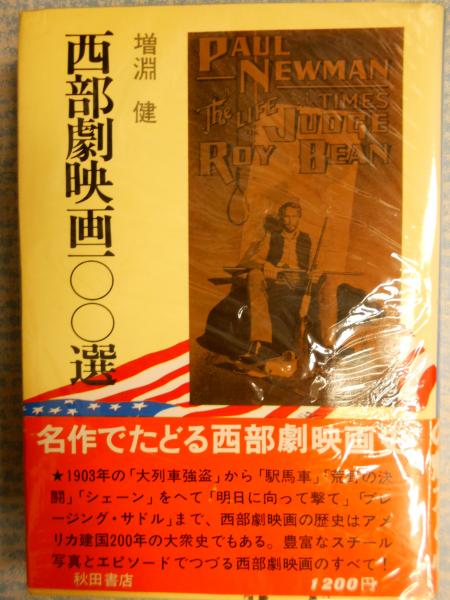 増淵 健
西部劇映画一〇〇選
PAUL
NEWMAN
"The LIFE
TIMES
JUDGE
ROY BEAN
名作でたどる西部劇映画
★1903年の「大列車強盗」から「駅馬車」「荒野の決
闘」「シェーン」をへて「明日に向って撃て」「ブレ
ージング・サドル」まで、西部劇映画の歴史はアメ
リカ建国200年の大衆史でもある。豊富なスチール
写真とエピソードでつづる西部劇映画のすべて!
秋田書店
1200円